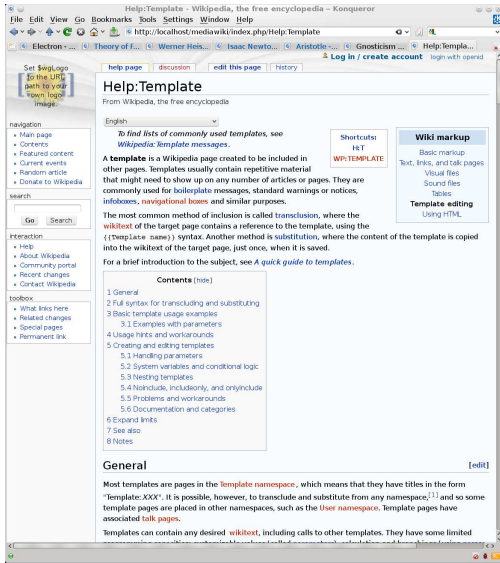 Help:Template - Wikipedia, the free encyclopedia – Konqueror
File Edit View Go Bookmarks Tools Settings Window Help
http://localhost/mediawiki/index.php/Help:Template
Electron - ... Theory of f... Werner Heis... Isaac Newto... Aristotle -... Gnosticism ... Help:Templa...
Log in / create account login with openid
Set $wgLogo
to the URL
path to your
own logo
image.
help page discussion edit this page history
Help:Template
From Wikipedia, the free encyclopedia
English
navigation
Main page
Contents
Featured content
Current events
Random article
Donate to Wikipedia
search
Go Search
interaction
Help
About Wikipedia
Community portal
Recent changes
Contact Wikipedia
toolbox
What links here
Related changes
Special pages
Permanent link
To find lists of commonly used templates, see
Wikipedia:Template messages.
Shortcuts:
H:T
WP:TEMPLATE
Wiki markup
Basic markup
Text, links, and talk pages
Visual files
Sound files
Tables
Template editing
Using HTML
A template is a Wikipedia page created to be included in
other pages. Templates usually contain repetitive material
that might need to show up on any number of articles or pages. They are
commonly used for boilerplate messages, standard warnings or notices,
infoboxes, navigational boxes and similar purposes.
The most common method of inclusion is called transclusion, where the
wikitext of the target page contains a reference to the template, using the
{{Template name}} syntax. Another method is substitution, where the content of the template is copied
into the wikitext of the target page, just once, when it is saved.
For a brief introduction to the subject, see A quick guide to templates.
Contents [hide]
1 General
2 Full syntax for transcluding and substituting
3 Basic template usage examples
3.1 Examples with parameters
4 Usage hints and workarounds
5 Creating and editing templates
5.1 Handling parameters
5.2 System variables and conditional logic
5.3 Nesting templates
5.4 Noinclude, includeonly, and onlyinclude
5.5 Problems and workarounds
5.6 Documentation and categories
6 Expand limits
7 See also
8 Notes
General [edit]
Most templates are pages in the Template namespace, which means that they have titles in the form
"Template:XXX". It is possible, however, to transclude and substitute from any namespace,[1] and so some
template pages are placed in other namespaces, such as the User namespace. Template pages have
associated talk pages.
Templates can contain any desired wikitext, including calls to other templates. They have some limited